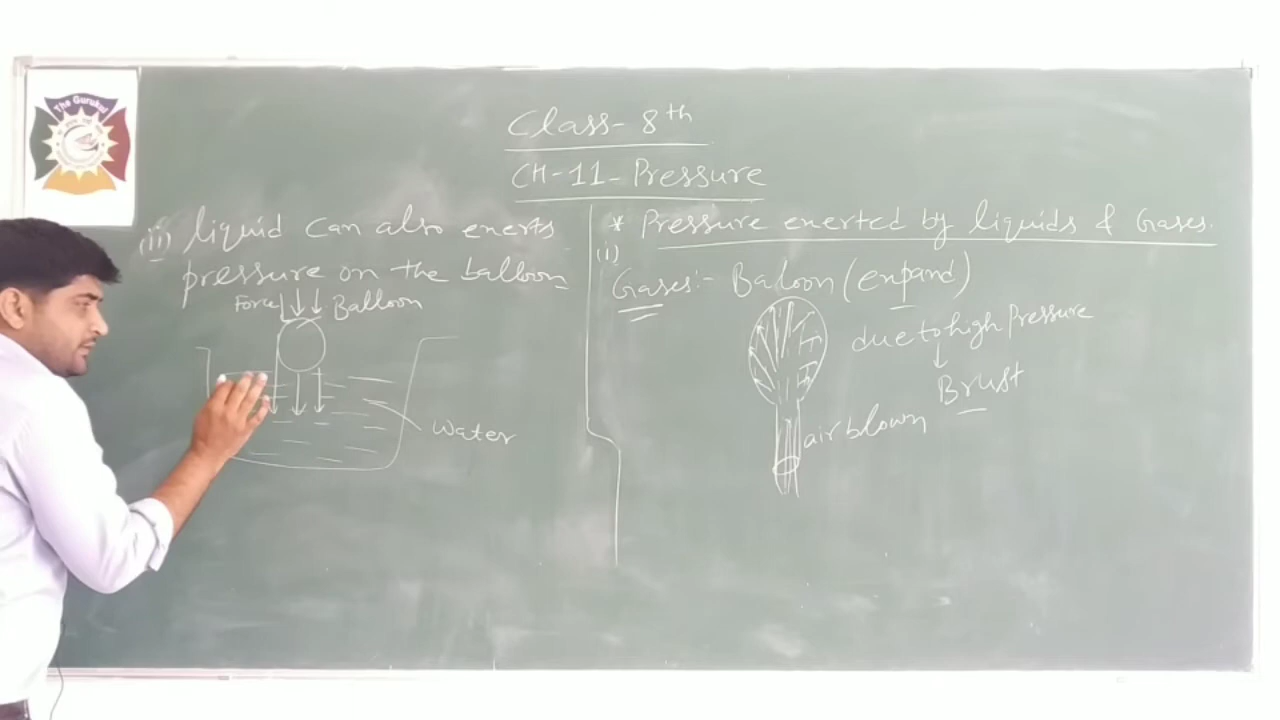 The Gurukul
Class- 8th
CH-11- Pressure
* Pressure exerted by liquids & Gases.
(i)
Gases:- Baloon (expand)
due to high Pressure
↓
Brust
air blown
(ii) liquid Can also exerts
pressure on the balloon
Force Balloon
Water